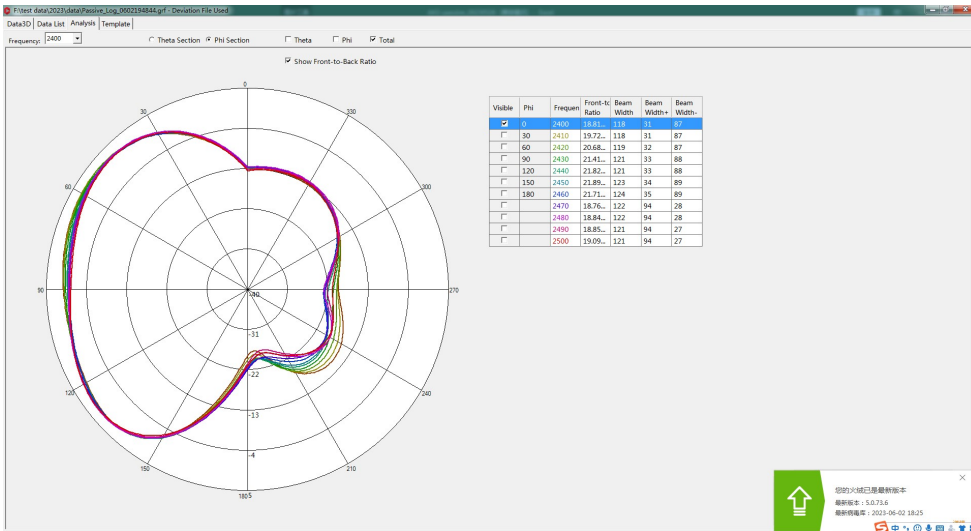 F:\test data\2023\data\Passive_Log_0602194844.grf - Deviation File Used
Data3D Data List Analysis Template
Frequency: 2400 Theta Section Phi Section Theta Phi Total
Show Front-to-Back Ratio
0
30 330
60 300
90 270
120 240
150 210
180
-40
-31
-22
-13
-4
5
Visible Phi Frequen Front-tc Ratio Beam Width Beam Width+ Beam Width-
0 2400 18.81... 118 31 87
30 2410 19.72... 118 31 87
60 2420 20.68... 119 32 87
90 2430 21.41... 121 33 88
120 2440 21.82... 121 33 88
150 2450 21.89... 123 34 89
180 2460 21.71... 124 35 89
2470 18.76... 122 94 28
2480 18.84... 122 94 28
2490 18.85... 121 94 27
2500 19.09... 121 94 27
您的火绒已是最新版本
最新版本：5.0.73.6
最新病毒库：2023-06-02 18:25
中